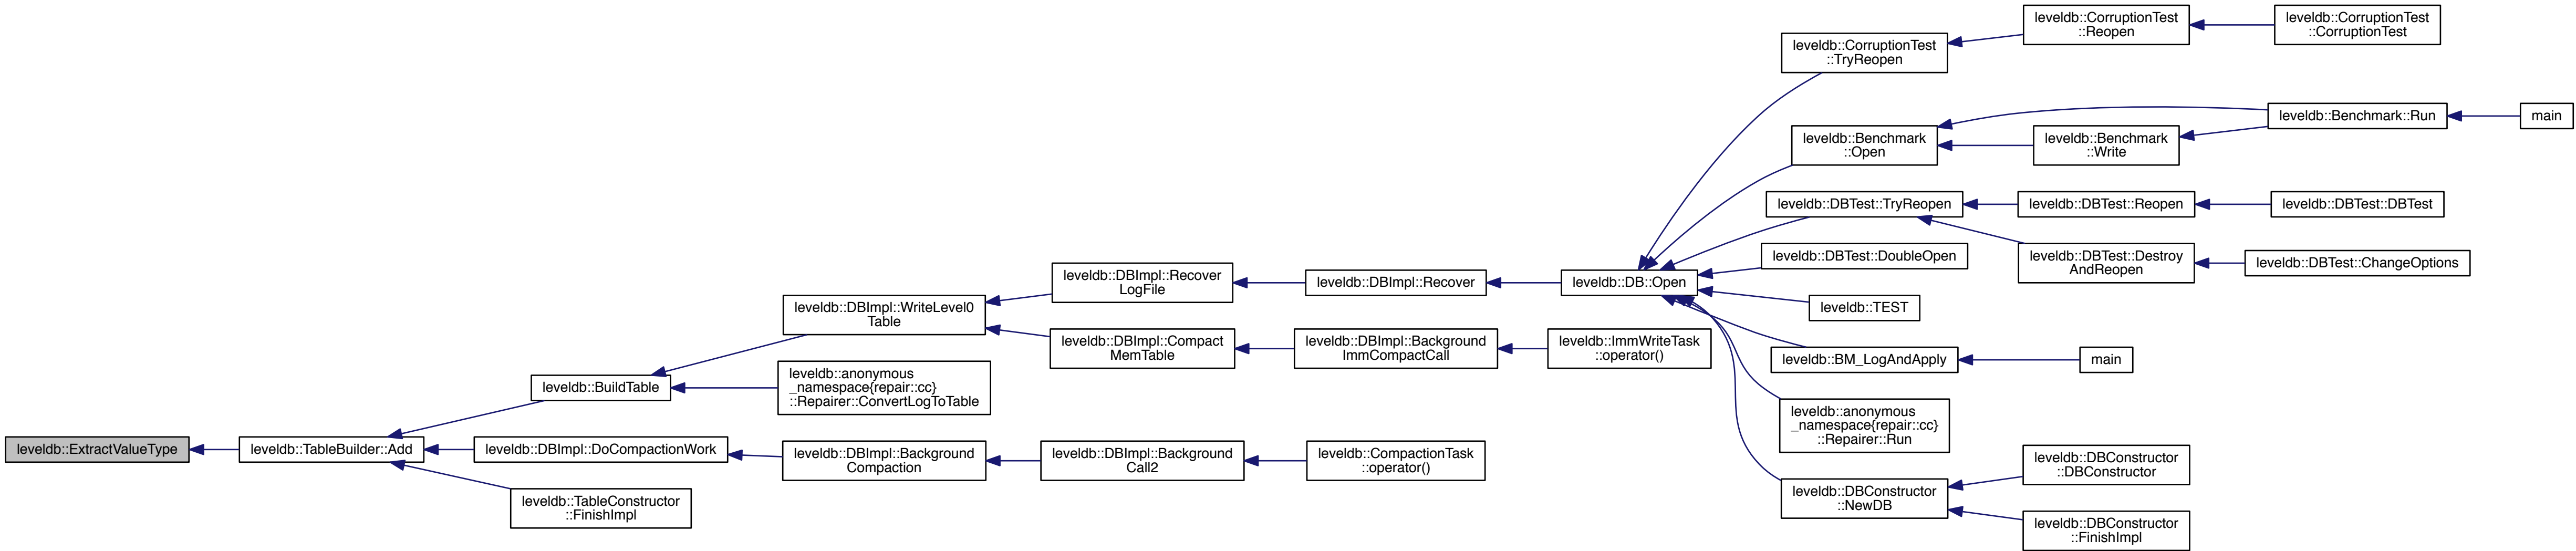 leveldb::CorruptionTest
::TryReopen
leveldb::CorruptionTest
::Reopen
leveldb::CorruptionTest
::CorruptionTest
leveldb::Benchmark
::Open
leveldb::Benchmark
::Write
leveldb::Benchmark::Run
main
leveldb::DBTest::TryReopen
leveldb::DBTest::Reopen
leveldb::DBTest::DBTest
leveldb::DBTest::DoubleOpen
leveldb::DBTest::Destroy
AndReopen
leveldb::DBTest::ChangeOptions
leveldb::DBImpl::Recover
LogFile
leveldb::DBImpl::Recover
leveldb::DB::Open
leveldb::TEST
leveldb::DBImpl::WriteLevel0
Table
leveldb::DBImpl::Compact
MemTable
leveldb::DBImpl::Background
ImmCompactCall
leveldb::ImmWriteTask
::operator()
leveldb::BM_LogAndApply
main
leveldb::BuildTable
leveldb::anonymous
_namespace{repair::cc}
::Repairer::ConvertLogToTable
leveldb::anonymous
_namespace{repair::cc}
::Repairer::Run
leveldb::ExtractValueType
leveldb::TableBuilder::Add
leveldb::DBImpl::DoCompactionWork
leveldb::DBImpl::Background
Compaction
leveldb::DBImpl::Background
Call2
leveldb::CompactionTask
::operator()
leveldb::TableConstructor
::FinishImpl
leveldb::DBConstructor
::NewDB
leveldb::DBConstructor
::DBConstructor
leveldb::DBConstructor
::FinishImpl